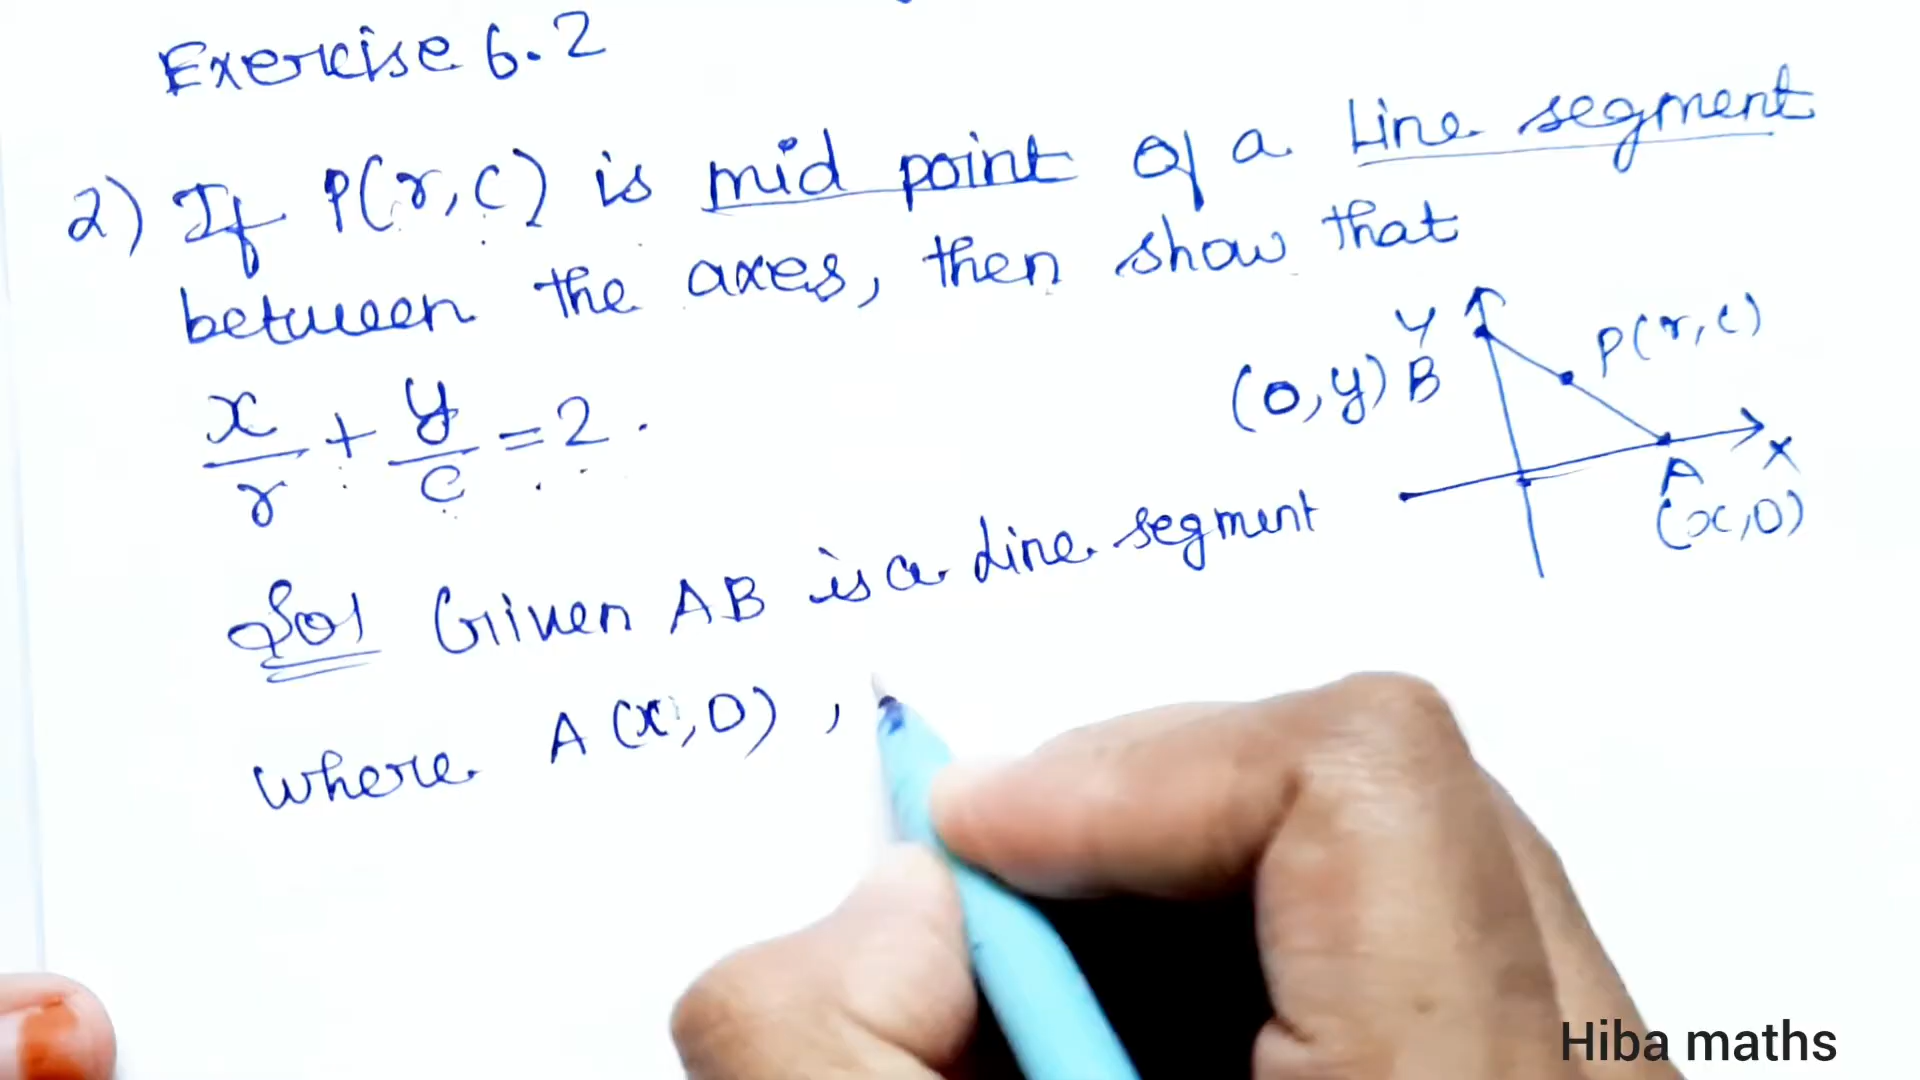 Exercise 6.2
2) If P(r, c) is mid point of a Line segment
between the axes, then show that
x/r + y/c = 2.
Y
P(r, c)
(0, y) B
X
A
(x, 0)
Sol Given AB is a Line segment
where A (x, 0) ,
Hiba maths